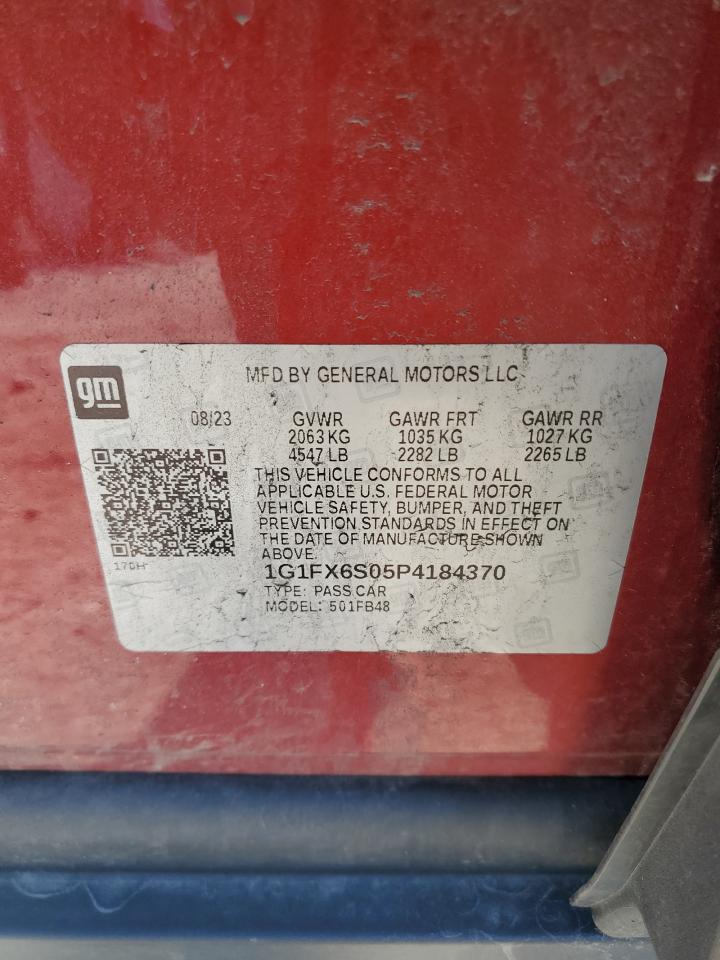 gm
MFD BY GENERAL MOTORS LLC
08/23 GVWR GAWR FRT GAWR RR
2063 KG 1035 KG 1027 KG
4547 LB 2282 LB 2265 LB
THIS VEHICLE CONFORMS TO ALL
APPLICABLE U.S. FEDERAL MOTOR
VEHICLE SAFETY, BUMPER, AND THEFT
PREVENTION STANDARDS IN EFFECT ON
THE DATE OF MANUFACTURE SHOWN
ABOVE.
1G1FX6S05P4184370
TYPE: PASS CAR
MODEL: 501FB48